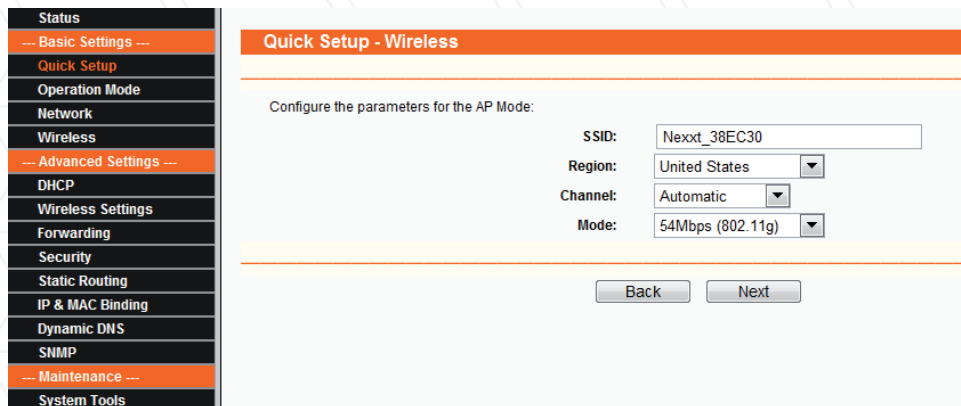 Status
--- Basic Settings ---
Quick Setup
Operation Mode
Network
Wireless
--- Advanced Settings ---
DHCP
Wireless Settings
Forwarding
Security
Static Routing
IP & MAC Binding
Dynamic DNS
SNMP
--- Maintenance ---
System Tools
Quick Setup - Wireless
Configure the parameters for the AP Mode:
SSID: Nexxt_38EC30
Region: United States
Channel: Automatic
Mode: 54Mbps (802.11g)
Back Next